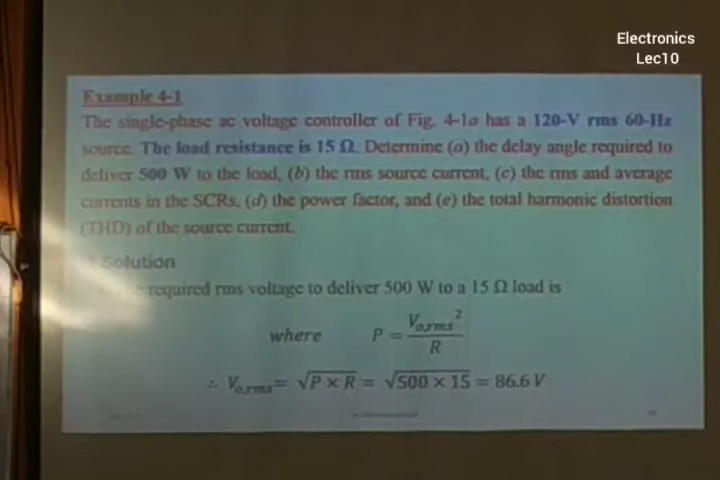 Electronics
Lec10
Example 4-1
The single-phase ac voltage controller of Fig. 4-1a has a 120-V rms 60-Hz
source. The load resistance is 15 Ω. Determine (a) the delay angle required to
deliver 500 W to the load, (b) the rms source current, (c) the rms and average
currents in the SCRs, (d) the power factor, and (e) the total harmonic distortion
(THD) of the source current.
Solution
required rms voltage to deliver 500 W to a 15 Ω load is
where P = Vo,rms² / R
∴ Vo,rms = √P × R = √500 × 15 = 86.6 V